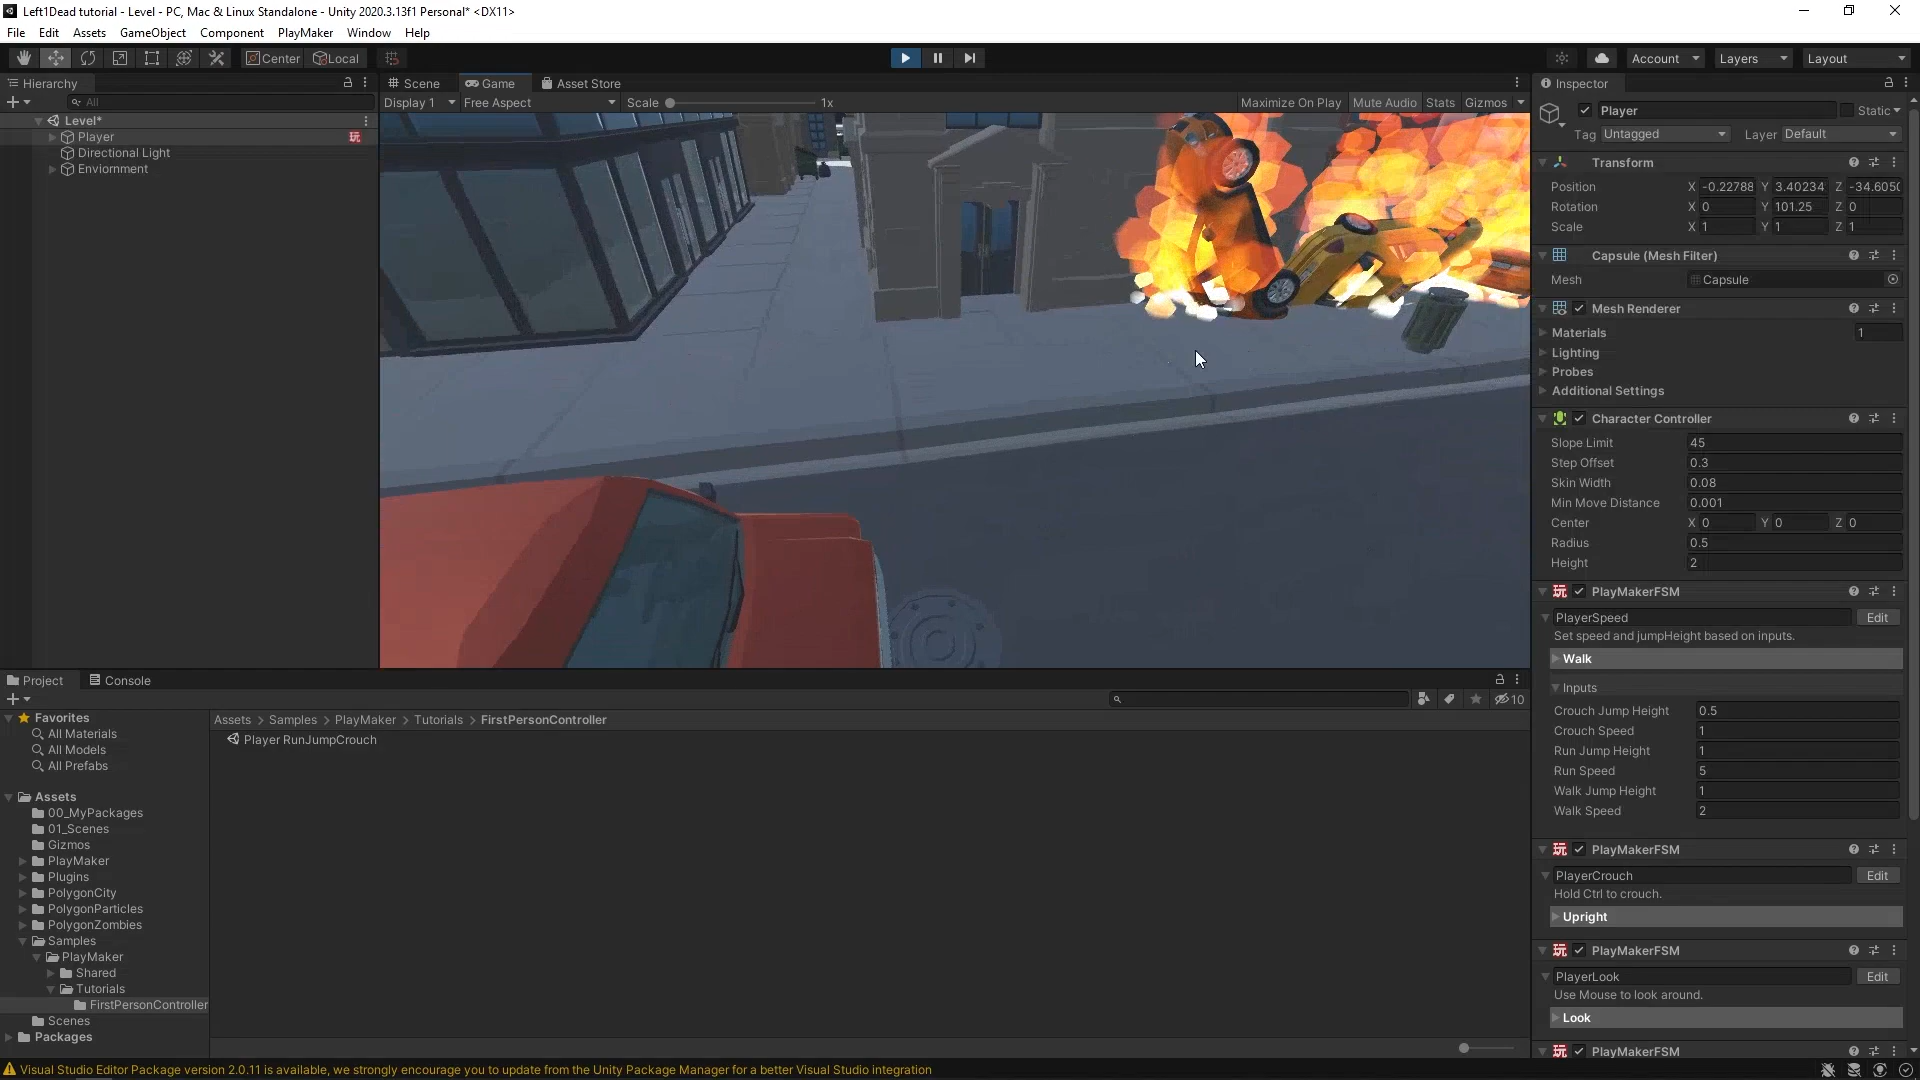 Left1Dead tutorial - Level - PC, Mac & Linux Standalone - Unity 2020.3.13f1 Personal* <DX11>
File Edit Assets GameObject Component PlayMaker Window Help
Center Local Account Layers Layout
Hierarchy
All
Level*
Player
Directional Light
Enviornment
Scene Game Asset Store
Display 1 Free Aspect Scale 1x Maximize On Play Mute Audio Stats Gizmos
Inspector
Player Static
Tag Untagged Layer Default
Transform
Position X -0.22788 Y 3.40234 Z -34.6050
Rotation X 0 Y 101.25 Z 0
Scale X 1 Y 1 Z 1
Capsule (Mesh Filter)
Mesh Capsule
Mesh Renderer
Materials 1
Lighting
Probes
Additional Settings
Character Controller
Slope Limit 45
Step Offset 0.3
Skin Width 0.08
Min Move Distance 0.001
Center X 0 Y 0 Z 0
Radius 0.5
Height 2
玩 PlayMakerFSM
PlayerSpeed Edit
Set speed and jumpHeight based on inputs.
Walk
Inputs
Crouch Jump Height 0.5
Crouch Speed 1
Run Jump Height 1
Run Speed 5
Walk Jump Height 1
Walk Speed 2
玩 PlayMakerFSM
PlayerCrouch Edit
Hold Ctrl to crouch.
Upright
玩 PlayMakerFSM
PlayerLook Edit
Use Mouse to look around.
Look
玩 PlayMakerFSM
Project Console
10
Favorites
All Materials
All Models
All Prefabs
Assets
00_MyPackages
01_Scenes
Gizmos
PlayMaker
Plugins
PolygonCity
PolygonParticles
PolygonZombies
Samples
PlayMaker
Shared
Tutorials
FirstPersonController
Scenes
Packages
Assets > Samples > PlayMaker > Tutorials > FirstPersonController
Player RunJumpCrouch
Visual Studio Editor Package version 2.0.11 is available, we strongly encourage you to update from the Unity Package Manager for a better Visual Studio integration